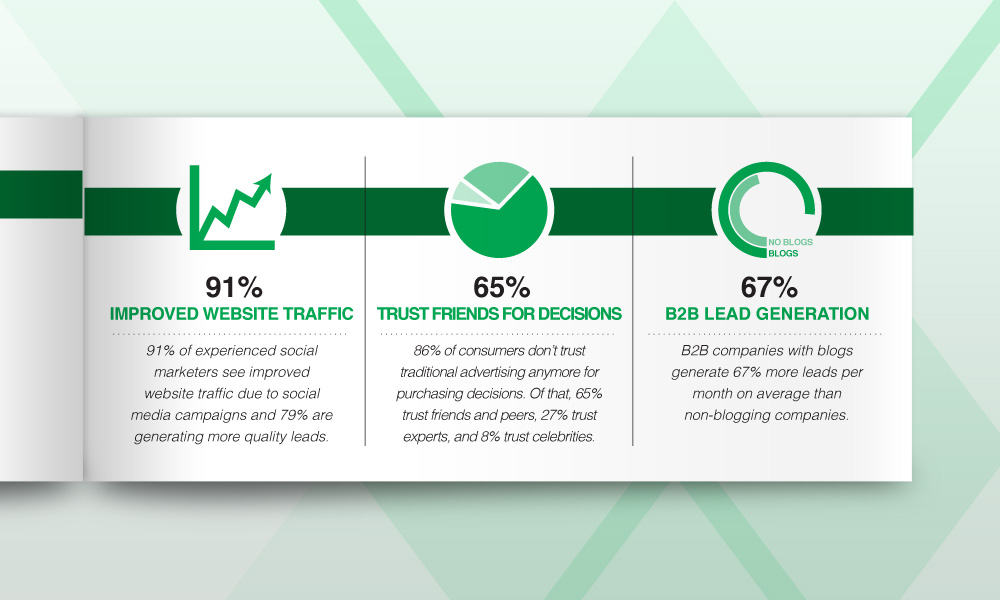 91%
IMPROVED WEBSITE TRAFFIC
91% of experienced social
marketers see improved
website traffic due to social
media campaigns and 79% are
generating more quality leads.
65%
TRUST FRIENDS FOR DECISIONS
86% of consumers don't trust
traditional advertising anymore for
purchasing decisions. Of that, 65%
trust friends and peers, 27% trust
experts, and 8% trust celebrities.
NO BLOGS
BLOGS
67%
B2B LEAD GENERATION
B2B companies with blogs
generate 67% more leads per
month on average than
non-blogging companies.